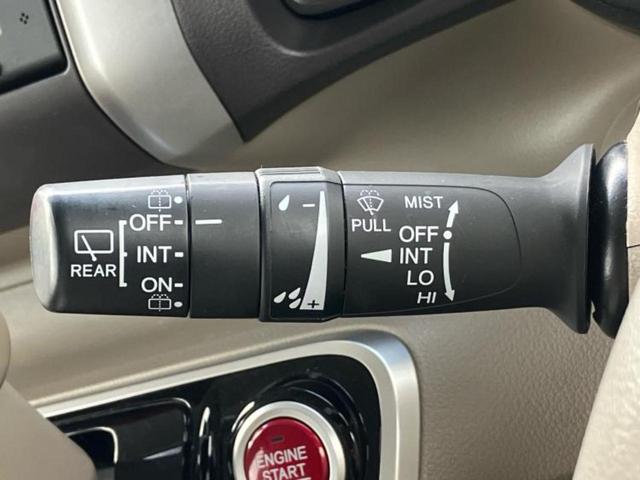 REAR
OFF
INT
ON
− 
+
PULL
MIST
OFF
INT
LO
HI
ENGINE
START